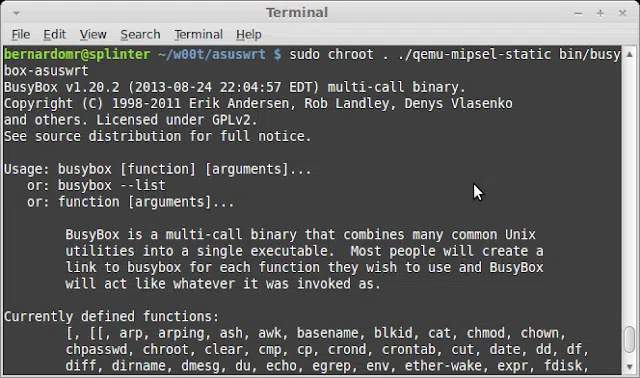 Terminal
File Edit View Search Terminal Help
bernardomr@splinter ~/w00t/asuswrt $ sudo chroot . ./qemu-mipsel-static bin/busy
box-asuswrt
BusyBox v1.20.2 (2013-08-24 22:04:57 EDT) multi-call binary.
Copyright (C) 1998-2011 Erik Andersen, Rob Landley, Denys Vlasenko
and others. Licensed under GPLv2.
See source distribution for full notice.
Usage: busybox [function] [arguments]...
or: busybox --list
or: function [arguments]...
BusyBox is a multi-call binary that combines many common Unix
utilities into a single executable.  Most people will create a
link to busybox for each function they wish to use and BusyBox
will act like whatever it was invoked as.
Currently defined functions:
[, [[, arp, arping, ash, awk, basename, blkid, cat, chmod, chown,
chpasswd, chroot, clear, cmp, cp, crond, crontab, cut, date, dd, df,
diff, dirname, dmesg, du, echo, egrep, env, ether-wake, expr, fdisk,